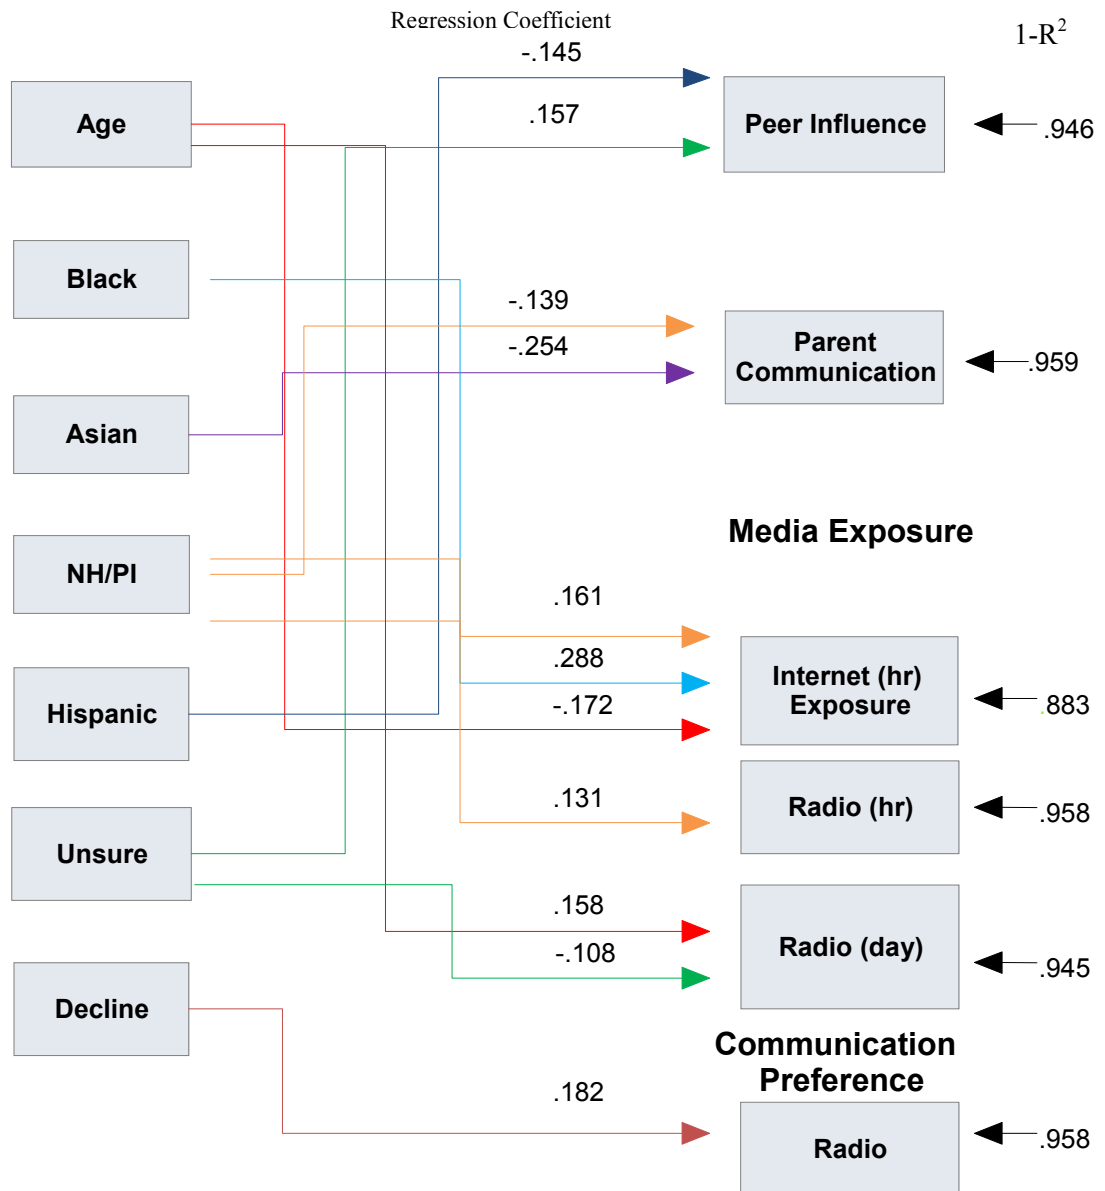 Regression Coefficient
1-R²
-.145
Age
.157
Peer Influence
.946
Black
-.139
-.254
Parent
Communication
.959
Asian
Media Exposure
NH/PI
.161
.288
Internet (hr)
Exposure
-.172
.883
Hispanic
.131
Radio (hr)
.958
Unsure
.158
Radio (day)
-.108
.945
Decline
Communication
Preference
.182
Radio
.958